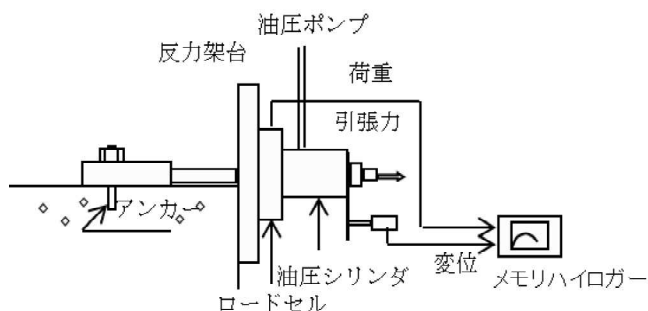 油圧ポンプ
反力架台
荷重
引張力
アンカー
油圧シリンダ
変位
メモリハイロガー
ロードセル